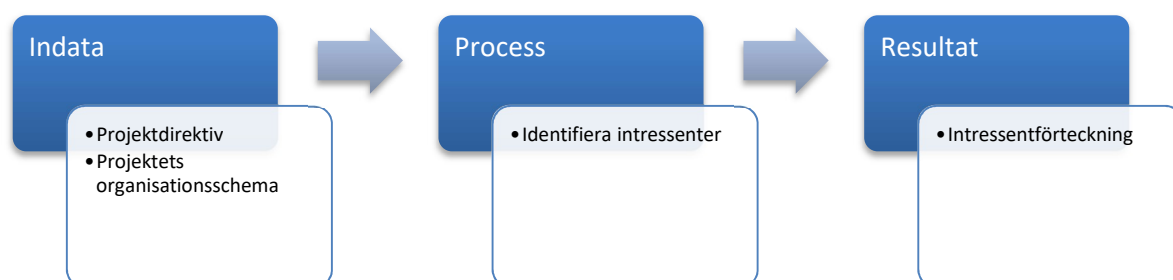 Indata
•Projektdirektiv
•Projektets
organisationsschema
Process
•Identifiera intressenter
Resultat
•Intressentförteckning